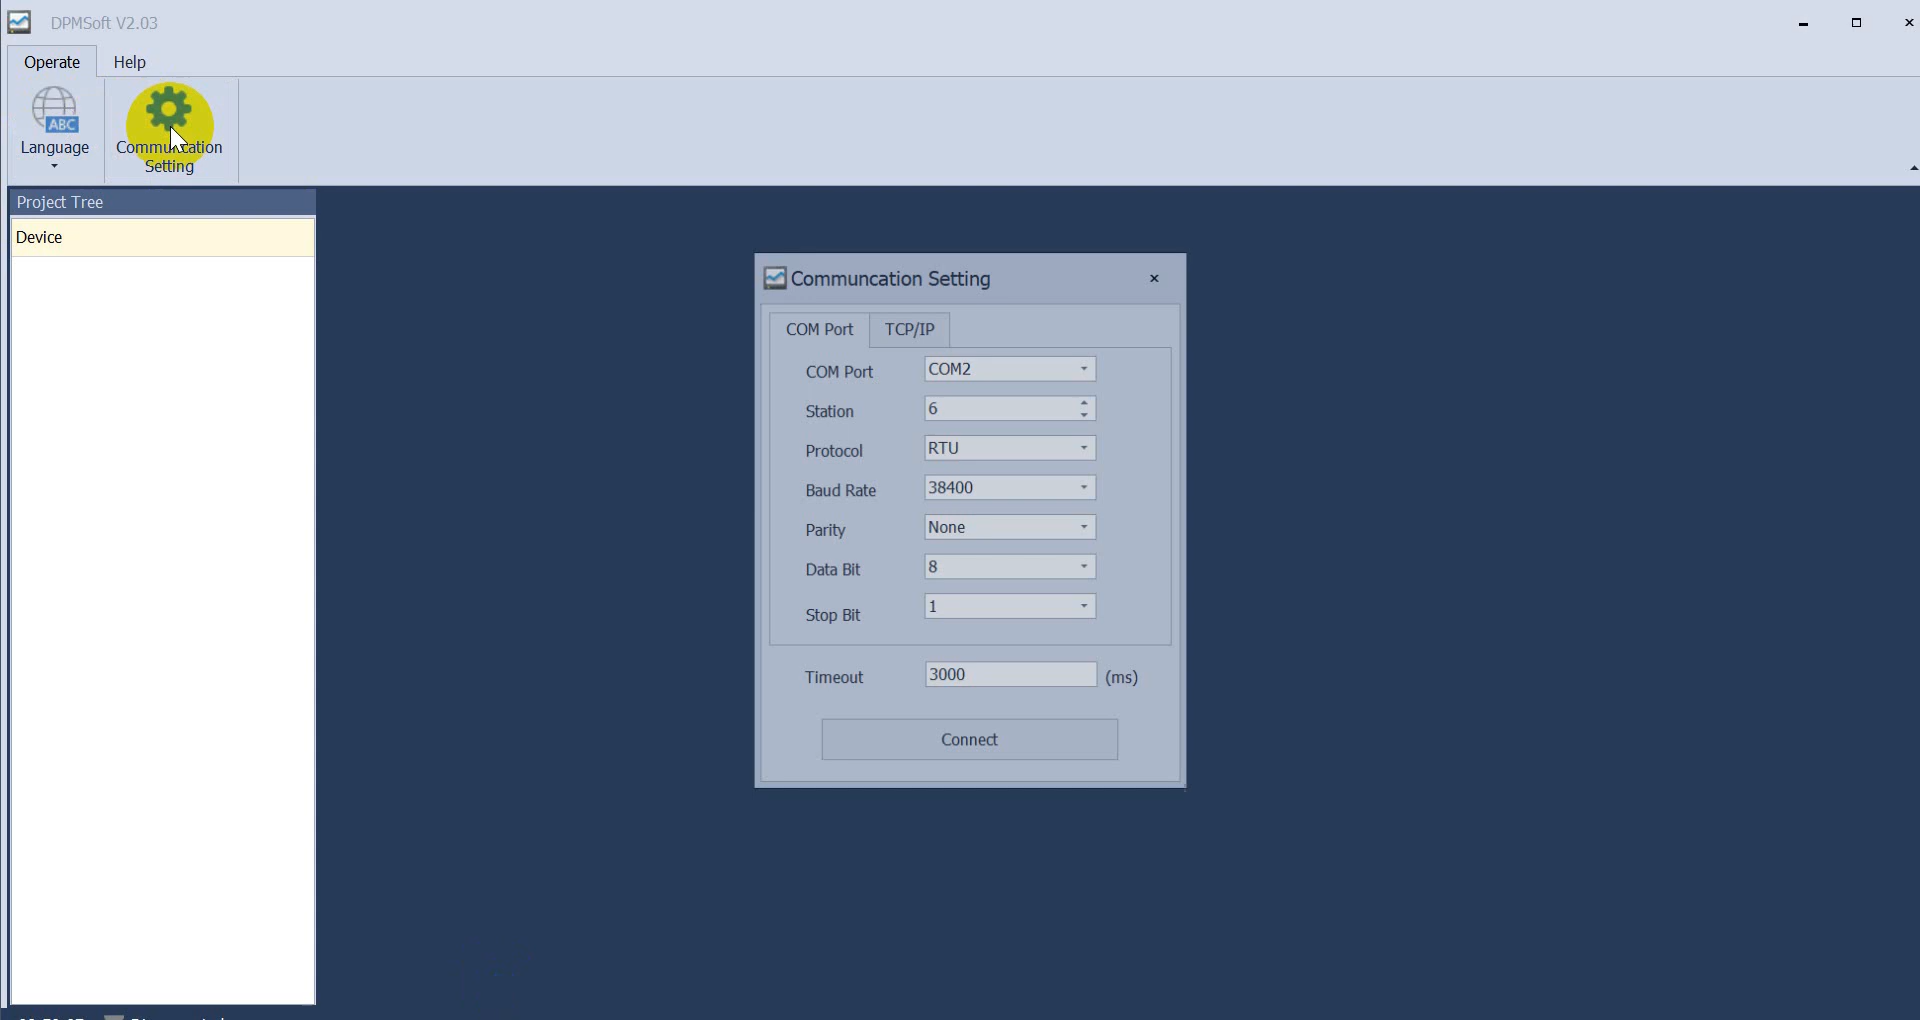 DPMSoft V2.03
Operate
Help
ABC
Language
Communcation
Setting
Project Tree
Device
Communcation Setting
COM Port
TCP/IP
COM Port
COM2
Station
6
Protocol
RTU
Baud Rate
38400
Parity
None
Data Bit
8
Stop Bit
1
Timeout
3000
(ms)
Connect